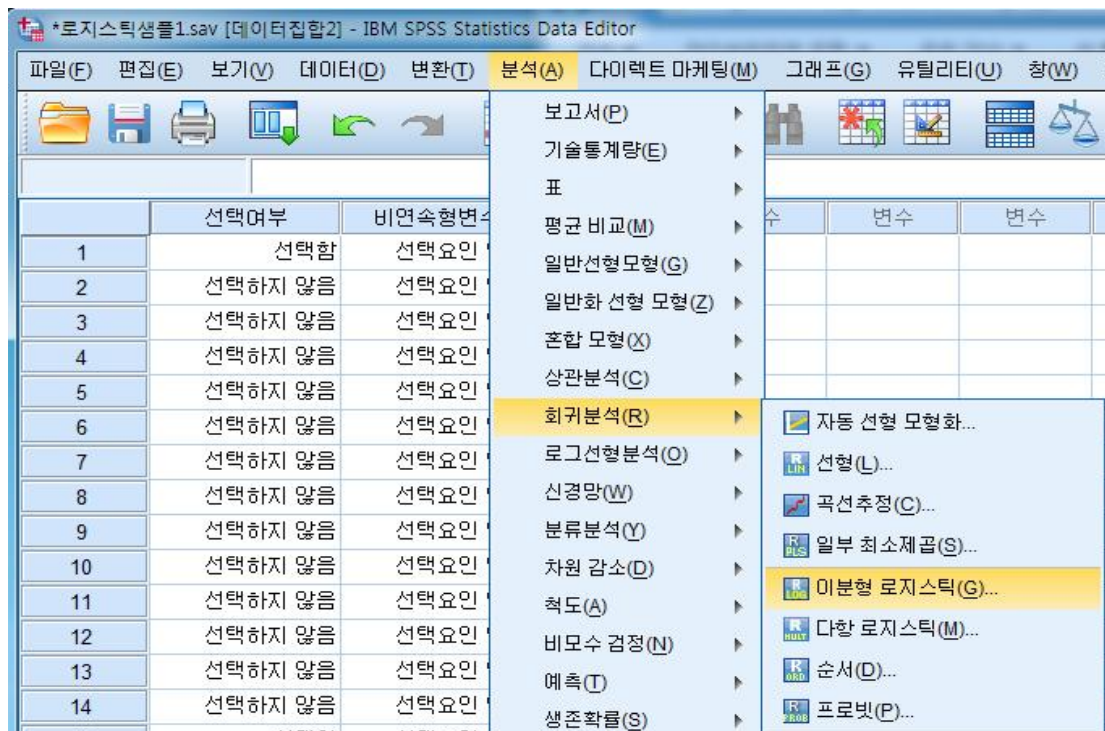 *로지스틱샘플1.sav [데이터집합2] - IBM SPSS Statistics Data Editor
파일(F) 편집(E) 보기(V) 데이터(D) 변환(T) 분석(A) 다이렉트 마케팅(M) 그래프(G) 유틸리티(U) 창(W)
보고서(P)
기술통계량(E)
표
평균 비교(M)
일반선형모형(G)
일반화 선형 모형(Z)
혼합 모형(X)
상관분석(C)
회귀분석(R)
로그선형분석(O)
신경망(W)
분류분석(Y)
차원 감소(D)
척도(A)
비모수 검정(N)
예측(T)
생존확률(S)
자동 선형 모형화...
선형(L)...
곡선추정(C)...
일부 최소제곱(S)...
이분형 로지스틱(G)...
다항 로지스틱(M)...
순서(D)...
프로빗(P)...
선택여부 비연속형변수 수 변수 변수
1 선택함 선택요인
2 선택하지 않음 선택요인
3 선택하지 않음 선택요인
4 선택하지 않음 선택요인
5 선택하지 않음 선택요인
6 선택하지 않음 선택요인
7 선택하지 않음 선택요인
8 선택하지 않음 선택요인
9 선택하지 않음 선택요인
10 선택하지 않음 선택요인
11 선택하지 않음 선택요인
12 선택하지 않음 선택요인
13 선택하지 않음 선택요인
14 선택하지 않음 선택요인